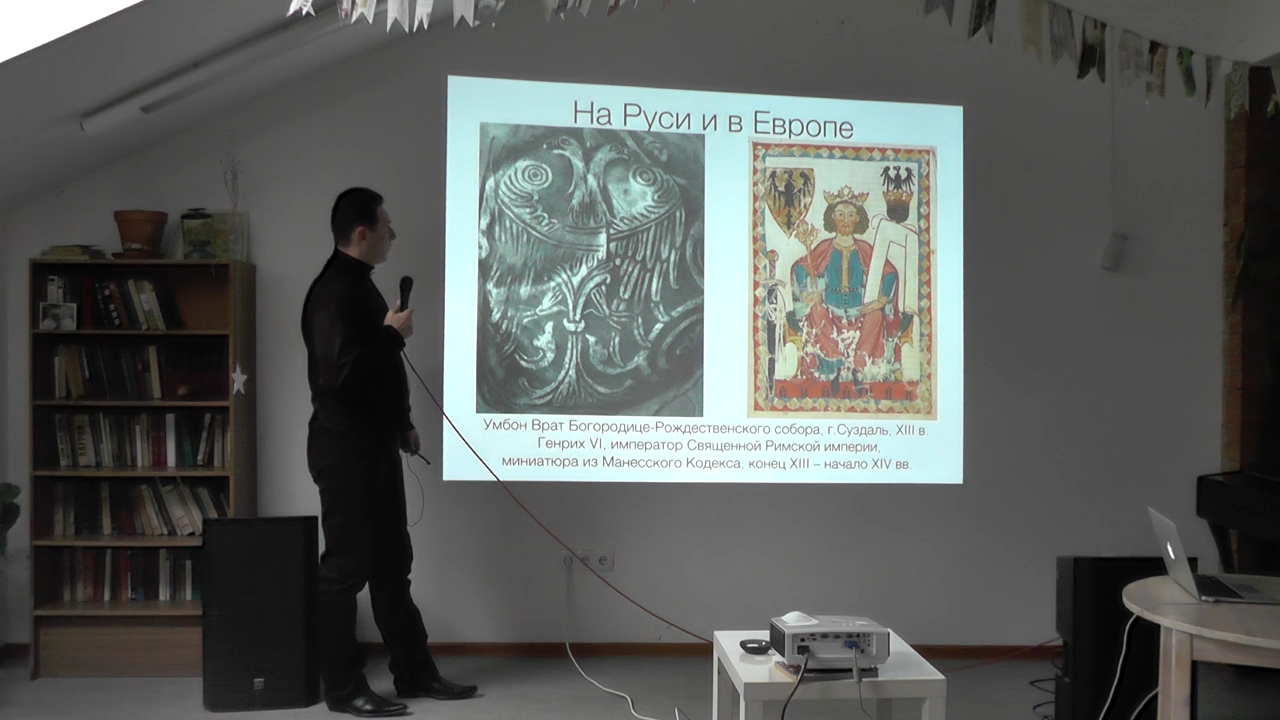 На Руси и в Европе
Умбон Врат Богородице-Рождественского собора, г.Суздаль, XIII в.
Генрих VI, император Священной Римской империи,
миниатюра из Манесского Кодекса, конец XIII – начало XIV вв.